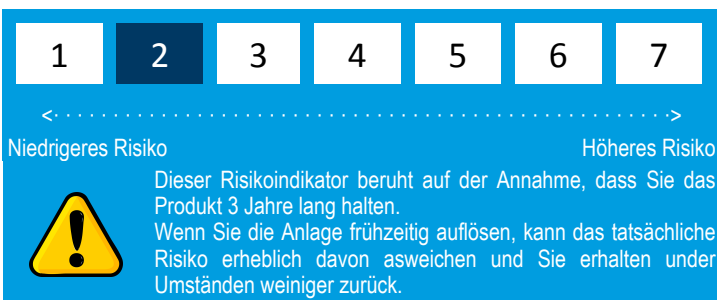 1 2 3 4 5 6 7
<· · · · · · · · · · · · · · · · · · · · · · · · · · · · · · · · · · · · · · · · · · · · · · · · · · · · ·>
Niedrigeres Risiko Höheres Risiko
Dieser Risikoindikator beruht auf der Annahme, dass Sie das
Produkt 3 Jahre lang halten.
Wenn Sie die Anlage frühzeitig auflösen, kann das tatsächliche
Risiko erheblich davon asweichen und Sie erhalten under
Umständen weiniger zurück.